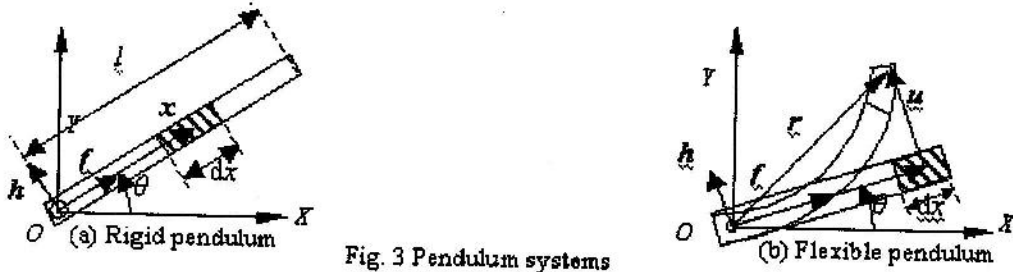 l
Y
x
f
dx
h
θ
O
X
(a) Rigid pendulum
Y
u
r
h
f
θ
dx
O
X
(b) Flexible pendulum
Fig. 3 Pendulum systems